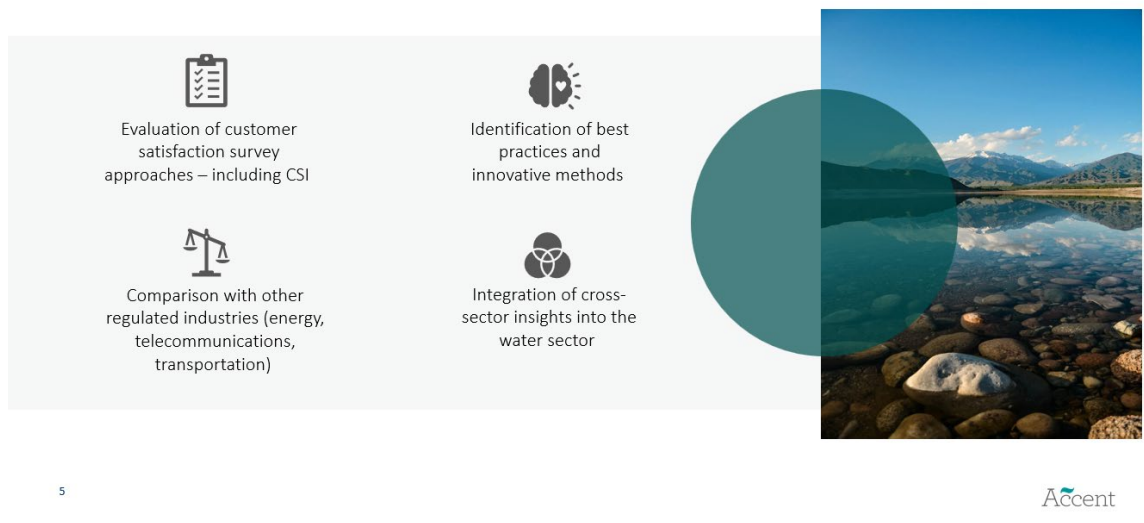 Evaluation of customer
satisfaction survey
approaches – including CSI
Identification of best
practices and
innovative methods
Comparison with other
regulated industries (energy,
telecommunications,
transportation)
Integration of cross-
sector insights into the
water sector
5
Accent